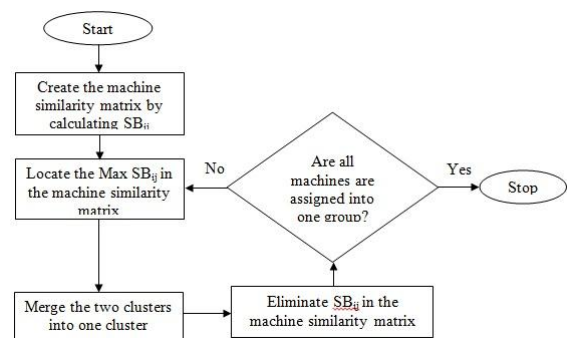 Start
Create the machine
similarity matrix by
calculating SBij
Locate the Max SBij in
the machine similarity
matrix
Merge the two clusters
into one cluster
Eliminate SBij in the
machine similarity matrix
Are all
machines are
assigned into
one group?
No
Yes
Stop